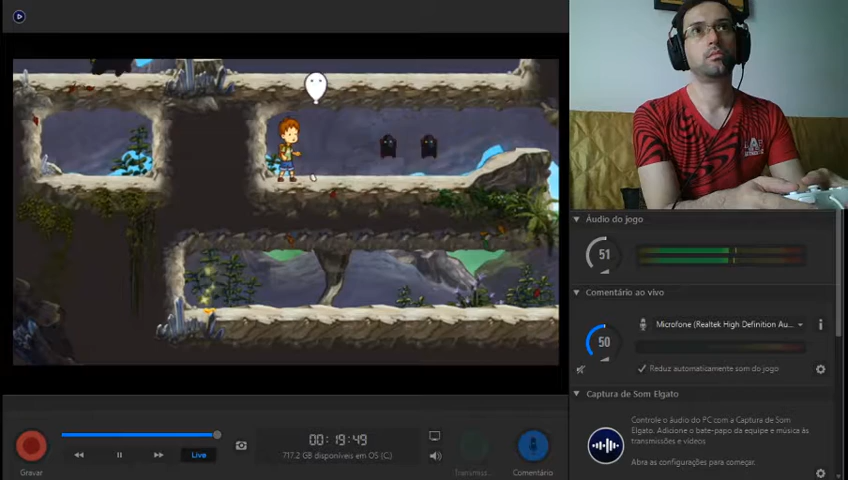 Áudio do jogo
51
Comentário ao vivo
50
Microfone (Realtek High Definition Au...
Reduz automaticamente som do jogo
Captura de Som Elgato
Controle o áudio do PC com a Captura de Som
Elgato. Adicione o bate-papo da equipe e música às
transmissões e vídeos
Abra as configurações para começar.
00:19:49
717.2 GB disponíveis em OS (C:)
Live
Gravar
Transmiss...
Comentário